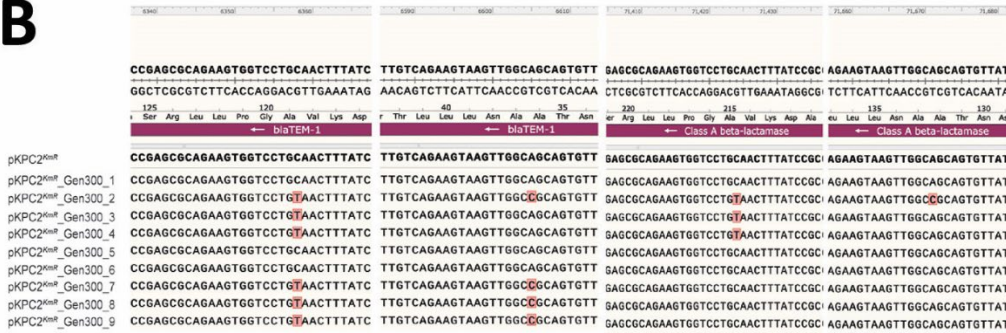 B
6340 6350 6360 6590 6600 6610 71,410 71,420 71,430 71,660 71,670 71,680
CCGAGCGCAGAAGTGGTCCTGCAACTTTATC TTGTCAGAAGTAAGTTGGCAGCAGTGTT GAGCGCAGAAGTGGTCCTGCAACTTTATCCGC AGAAGTAAGTTGGCAGCAGTGTTAT
GGCTCGCGTCTTCACCAGGACGTTGAAATAG AACAGTCTTCATTCAACCGTCGTCACAA CTCGCGTCTTCACCAGGACGTTGAAATAGGCG TCTTCATTCAACCGTCGTCACAATA
125 120 40 35 220 215 135 130
Ser Arg Leu Leu Pro Gly Ala Val Lys Asp Thr Leu Leu Asn Ala Ala Thr Asn Arg Leu Leu Pro Gly Ala Val Lys Asp Ala Leu Leu Asn Ala Ala Thr Asn
← blaTEM-1 ← blaTEM-1 ← Class A beta-lactamase ← Class A beta-lactamase
pKPC2KmR CCGAGCGCAGAAGTGGTCCTGCAACTTTATC TTGTCAGAAGTAAGTTGGCAGCAGTGTT GAGCGCAGAAGTGGTCCTGCAACTTTATCCGC AGAAGTAAGTTGGCAGCAGTGTTAT
pKPC2KmR_Gen300_1 CCGAGCGCAGAAGTGGTCCTGCAACTTTATC TTGTCAGAAGTAAGTTGGCAGCAGTGTT GAGCGCAGAAGTGGTCCTGCAACTTTATCCGC AGAAGTAAGTTGGCAGCAGTGTTAT
pKPC2KmR_Gen300_2 CCGAGCGCAGAAGTGGTCCTGTAACTTTATC TTGTCAGAAGTAAGTTGGCCGCAGTGTT GAGCGCAGAAGTGGTCCTGTAACTTTATCCGC AGAAGTAAGTTGGCCGCAGTGTTAT
pKPC2KmR_Gen300_3 CCGAGCGCAGAAGTGGTCCTGTAACTTTATC TTGTCAGAAGTAAGTTGGCAGCAGTGTT GAGCGCAGAAGTGGTCCTGTAACTTTATCCGC AGAAGTAAGTTGGCAGCAGTGTTAT
pKPC2KmR_Gen300_4 CCGAGCGCAGAAGTGGTCCTGTAACTTTATC TTGTCAGAAGTAAGTTGGCAGCAGTGTT GAGCGCAGAAGTGGTCCTGTAACTTTATCCGC AGAAGTAAGTTGGCAGCAGTGTTAT
pKPC2KmR_Gen300_5 CCGAGCGCAGAAGTGGTCCTGCAACTTTATC TTGTCAGAAGTAAGTTGGCAGCAGTGTT GAGCGCAGAAGTGGTCCTGCAACTTTATCCGC AGAAGTAAGTTGGCAGCAGTGTTAT
pKPC2KmR_Gen300_6 CCGAGCGCAGAAGTGGTCCTGCAACTTTATC TTGTCAGAAGTAAGTTGGCAGCAGTGTT GAGCGCAGAAGTGGTCCTGCAACTTTATCCGC AGAAGTAAGTTGGCAGCAGTGTTAT
pKPC2KmR_Gen300_7 CCGAGCGCAGAAGTGGTCCTGTAACTTTATC TTGTCAGAAGTAAGTTGGCCGCAGTGTT GAGCGCAGAAGTGGTCCTGCAACTTTATCCGC AGAAGTAAGTTGGCAGCAGTGTTAT
pKPC2KmR_Gen300_8 CCGAGCGCAGAAGTGGTCCTGTAACTTTATC TTGTCAGAAGTAAGTTGGCCGCAGTGTT GAGCGCAGAAGTGGTCCTGCAACTTTATCCGC AGAAGTAAGTTGGCAGCAGTGTTAT
pKPC2KmR_Gen300_9 CCGAGCGCAGAAGTGGTCCTGTAACTTTATC TTGTCAGAAGTAAGTTGGCCGCAGTGTT GAGCGCAGAAGTGGTCCTGCAACTTTATCCGC AGAAGTAAGTTGGCAGCAGTGTTAT